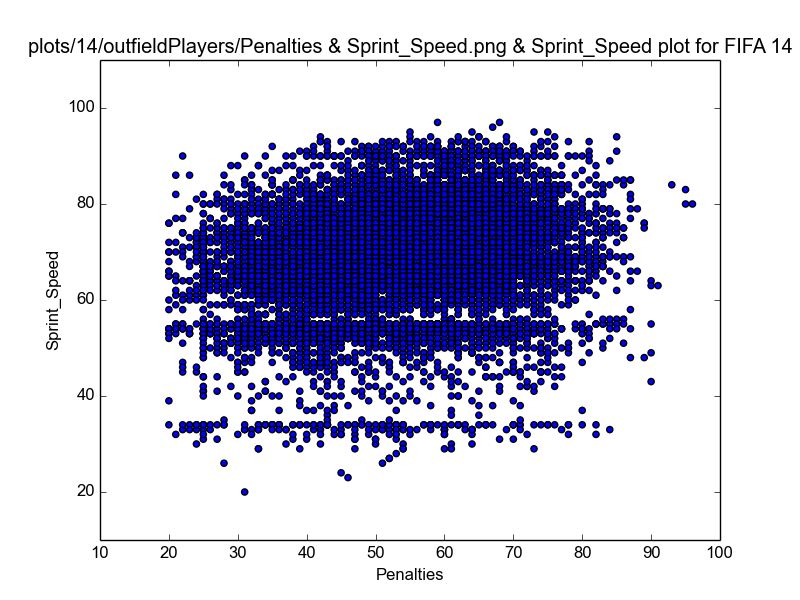 plots/14/outfieldPlayers/Penalties & Sprint_Speed.png & Sprint_Speed plot for FIFA 14
100
80
60
40
20
Sprint_Speed
10 20 30 40 50 60 70 80 90 100
Penalties